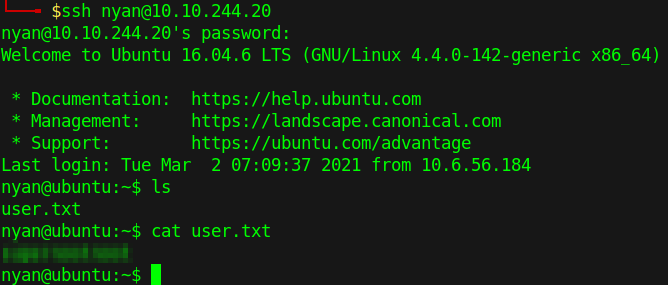 $ssh nyan@10.10.244.20
nyan@10.10.244.20's password:
Welcome to Ubuntu 16.04.6 LTS (GNU/Linux 4.4.0-142-generic x86_64)
* Documentation:  https://help.ubuntu.com
* Management:     https://landscape.canonical.com
* Support:        https://ubuntu.com/advantage
Last login: Tue Mar  2 07:09:37 2021 from 10.6.56.184
nyan@ubuntu:~$ ls
user.txt
nyan@ubuntu:~$ cat user.txt
nyan@ubuntu:~$